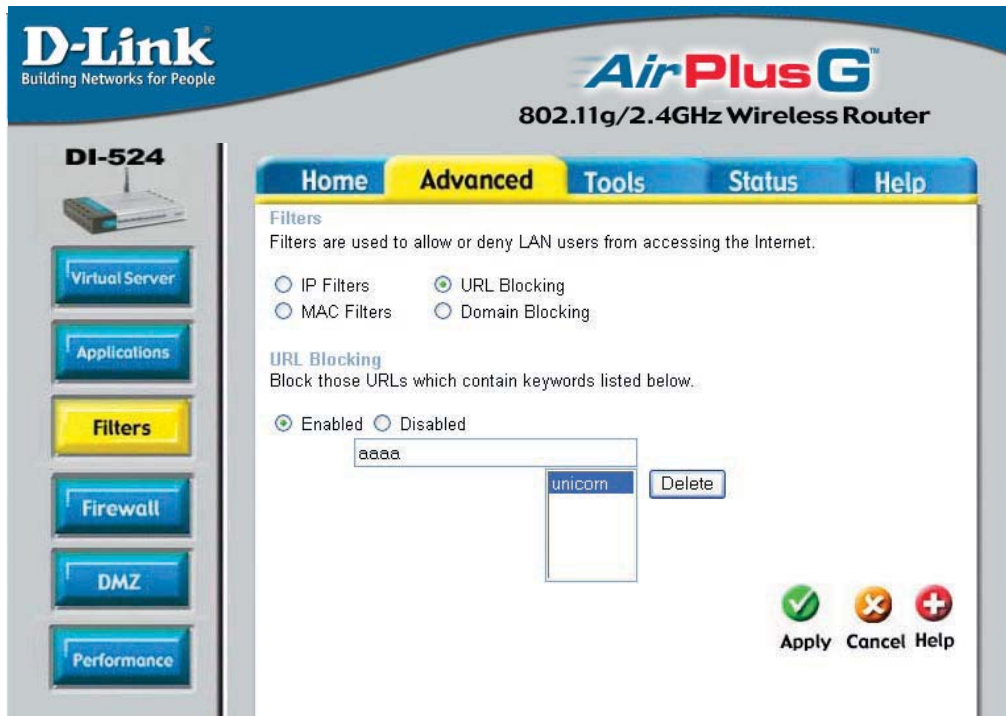 D-Link
Building Networks for People
AirPlus G™
802.11g/2.4GHz Wireless Router
DI-524
Home Advanced Tools Status Help
Virtual Server
Applications
Filters
Firewall
DMZ
Performance
Filters
Filters are used to allow or deny LAN users from accessing the Internet.
IP Filters URL Blocking
MAC Filters Domain Blocking
URL Blocking
Block those URLs which contain keywords listed below.
Enabled Disabled
aaaa
unicorn Delete
Apply Cancel Help